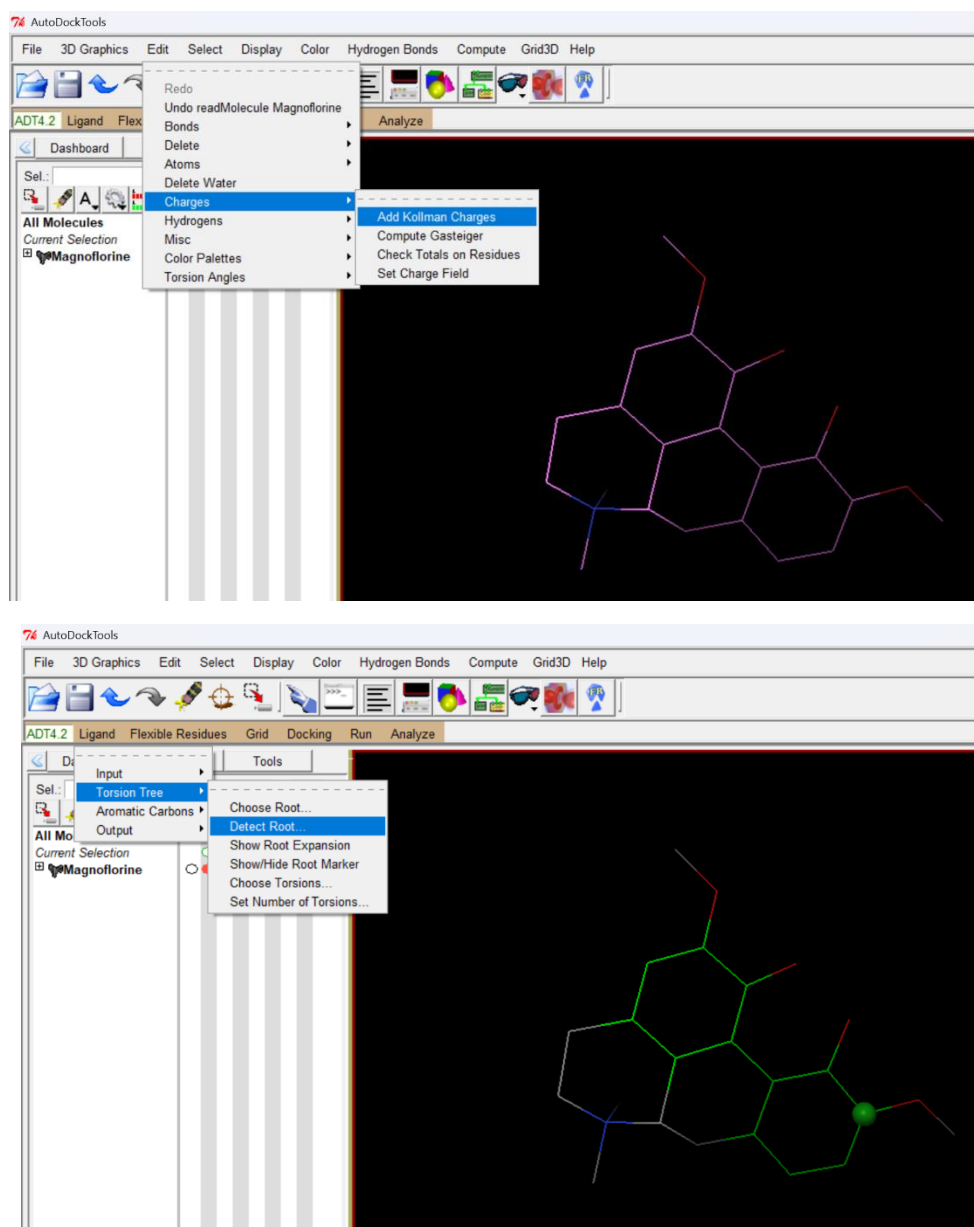 AutoDockTools
File 3D Graphics Edit Select Display Color Hydrogen Bonds Compute Grid3D Help
ADT4.2 Ligand Flex Analyze
Redo
Undo readMolecule Magnoflorine
Bonds
Delete
Atoms
Delete Water
Charges
Hydrogens
Misc
Color Palettes
Torsion Angles
Add Kollman Charges
Compute Gasteiger
Check Totals on Residues
Set Charge Field
Dashboard
Sel.:
All Molecules
Current Selection
Magnoflorine
AutoDockTools
File 3D Graphics Edit Select Display Color Hydrogen Bonds Compute Grid3D Help
ADT4.2 Ligand Flexible Residues Grid Docking Run Analyze
Da Tools
Input
Torsion Tree
Aromatic Carbons
Output
Choose Root...
Detect Root...
Show Root Expansion
Show/Hide Root Marker
Choose Torsions...
Set Number of Torsions...
Sel.:
All Mo
Current Selection
Magnoflorine